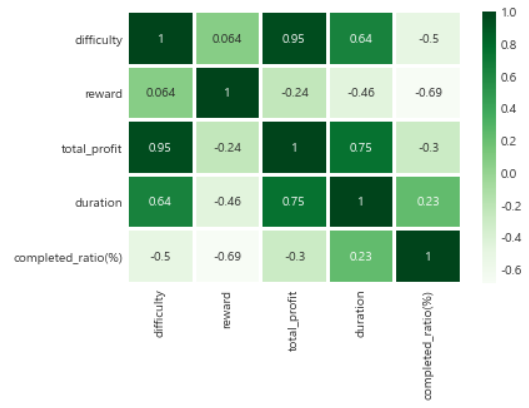 difficulty 1 0.064 0.95 0.64 -0.5
reward 0.064 1 -0.24 -0.46 -0.69
total_profit 0.95 -0.24 1 0.75 -0.3
duration 0.64 -0.46 0.75 1 0.23
completed_ratio(%) -0.5 -0.69 -0.3 0.23 1
difficulty
reward
total_profit
duration
completed_ratio(%)
1.0
0.8
0.6
0.4
0.2
0.0
-0.2
-0.4
-0.6